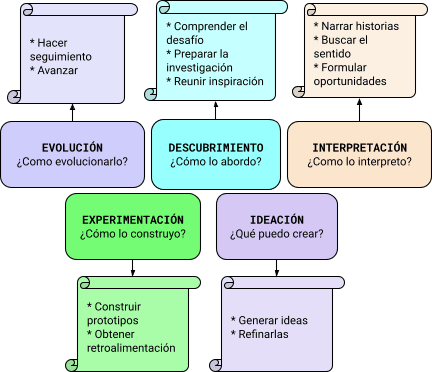 * Hacer
seguimiento
* Avanzar
* Comprender el
desafío
* Preparar la
investigación
* Reunir inspiración
* Narrar historias
* Buscar el
sentido
* Formular
oportunidades
EVOLUCIÓN
¿Como evolucionarlo?
DESCUBRIMIENTO
¿Cómo lo abordo?
INTERPRETACIÓN
¿Como lo interpreto?
EXPERIMENTACIÓN
¿Cómo lo construyo?
IDEACIÓN
¿Qué puedo crear?
* Construir
prototipos
* Obtener
retroalimentación
* Generar ideas
* Refinarlas